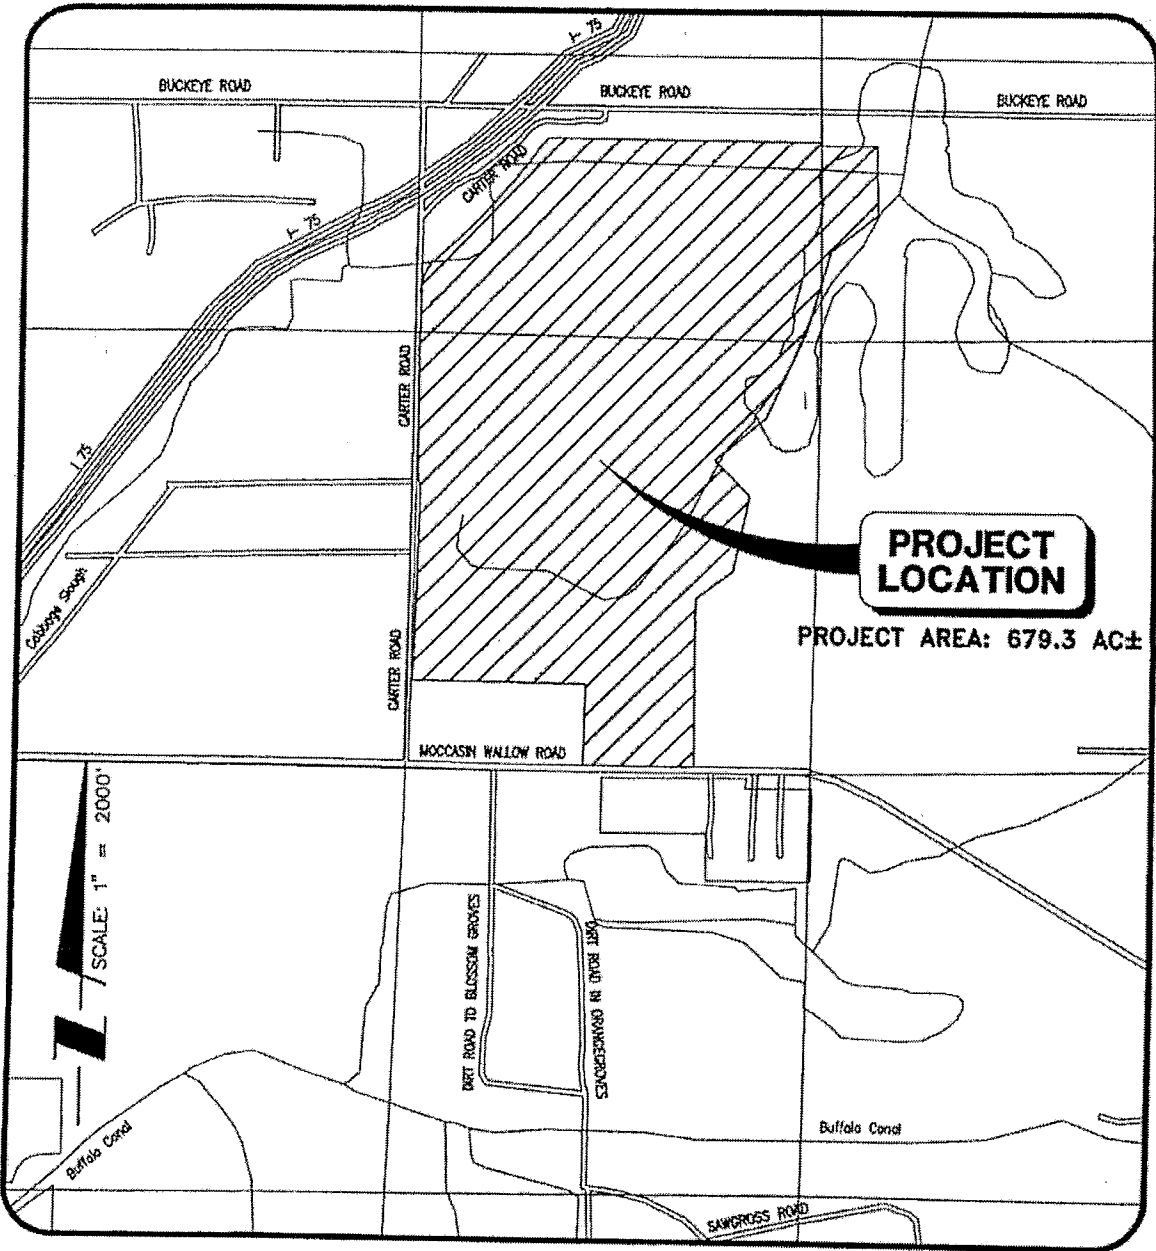 I- 75
BUCKEYE ROAD
BUCKEYE ROAD
BUCKEYE ROAD
CARTER ROAD
I- 75
CARTER ROAD
I 75
PROJECT
LOCATION
Cabbage Slough
PROJECT AREA: 679.3 AC±
CARTER ROAD
MOCCASIN WALLOW ROAD
SCALE: 1" = 2000'
DIRT ROAD TO BLOSSOM GROVES
DIRT ROAD IN ORANGEGROVES
Buffalo Canal
Buffalo Canal
SAWGROSS ROAD